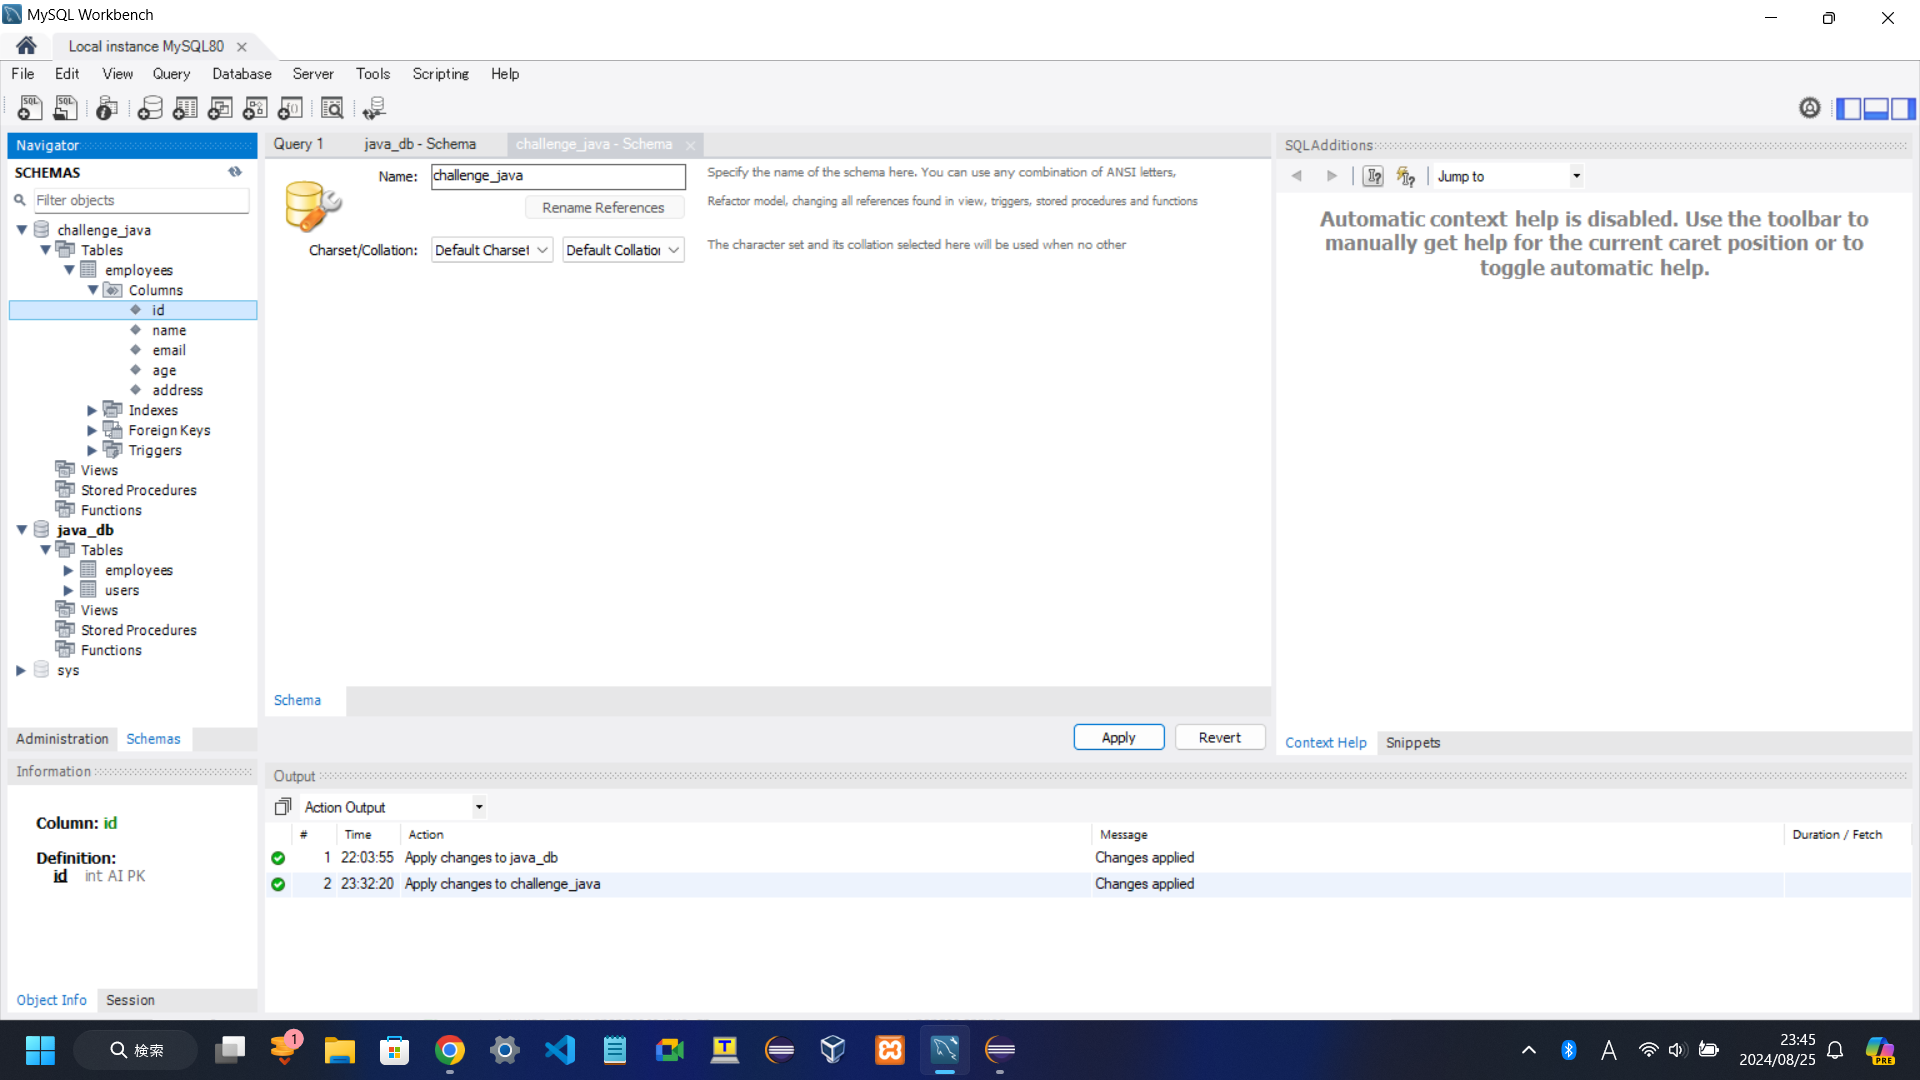 MySQL Workbench
Local instance MySQL80
File Edit View Query Database Server Tools Scripting Help
Navigator
SCHEMAS
Filter objects
challenge_java
Tables
employees
Columns
id
name
email
age
address
Indexes
Foreign Keys
Triggers
Views
Stored Procedures
Functions
java_db
Tables
employees
users
Views
Stored Procedures
Functions
sys
Administration Schemas
Information
Column: id
Definition:
id int AI PK
Object Info Session
Query 1 java_db - Schema challenge_java - Schema
Name: challenge_java
Specify the name of the schema here. You can use any combination of ANSI letters,
Rename References
Refactor model, changing all references found in view, triggers, stored procedures and functions
Charset/Collation: Default Charset Default Collation
The character set and its collation selected here will be used when no other
Schema
Apply Revert
SQLAdditions
Jump to
Automatic context help is disabled. Use the toolbar to
manually get help for the current caret position or to
toggle automatic help.
Context Help Snippets
Output
Action Output
# Time Action Message Duration / Fetch
1 22:03:55 Apply changes to java_db Changes applied
2 23:32:20 Apply changes to challenge_java Changes applied
検索
1
A
23:45
2024/08/25
PRE